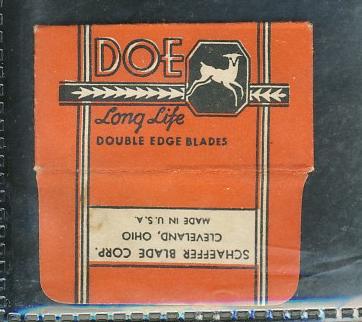 DOE
Long Life
DOUBLE EDGE BLADES
SCHAEFFER BLADE CORP.
CLEVELAND, OHIO
MADE IN U.S.A.